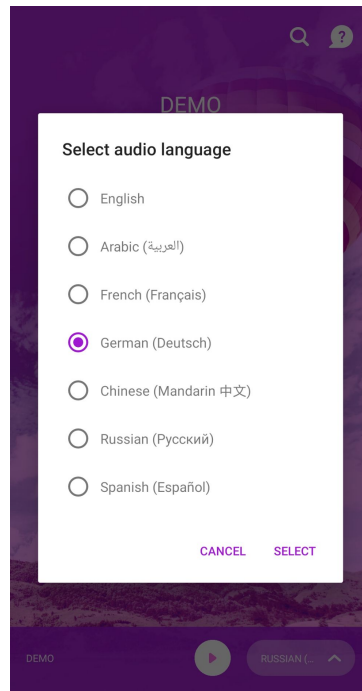 DEMO
Select audio language
English
Arabic (العربية)
French (Français)
German (Deutsch)
Chinese (Mandarin 中文)
Russian (Русский)
Spanish (Español)
CANCEL SELECT
DEMO RUSSIAN (...